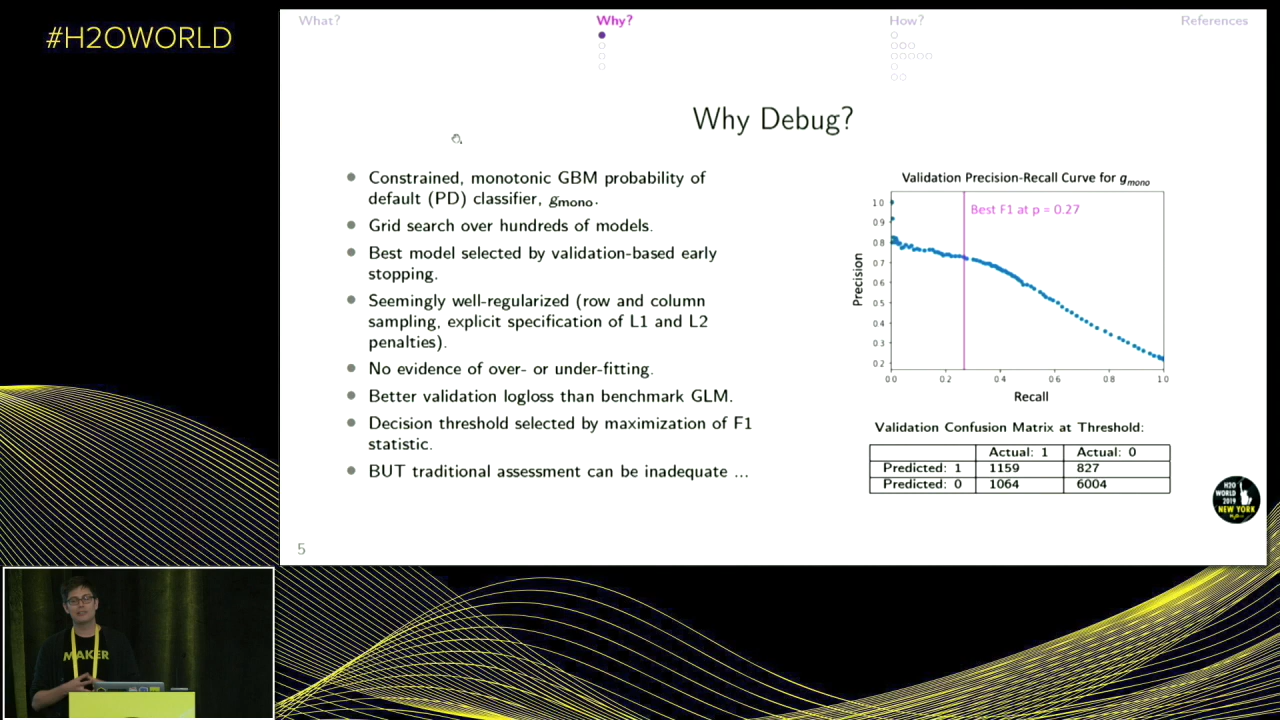 #H2OWORLD
What?
Why?
How?
References
Why Debug?
Constrained, monotonic GBM probability of
default (PD) classifier, gmono.
Grid search over hundreds of models.
Best model selected by validation-based early
stopping.
Seemingly well-regularized (row and column
sampling, explicit specification of L1 and L2
penalties).
No evidence of over- or under-fitting.
Better validation logloss than benchmark GLM.
Decision threshold selected by maximization of F1
statistic.
BUT traditional assessment can be inadequate ...
Validation Precision-Recall Curve for gmono
Best F1 at p = 0.27
Precision
1.0
0.9
0.8
0.7
0.6
0.5
0.4
0.3
0.2
0.0 0.2 0.4 0.6 0.8 1.0
Recall
Validation Confusion Matrix at Threshold:
Actual: 1 Actual: 0
Predicted: 1 1159 827
Predicted: 0 1064 6004
H2O
WORLD
2019
NEW YORK
5
MAKER